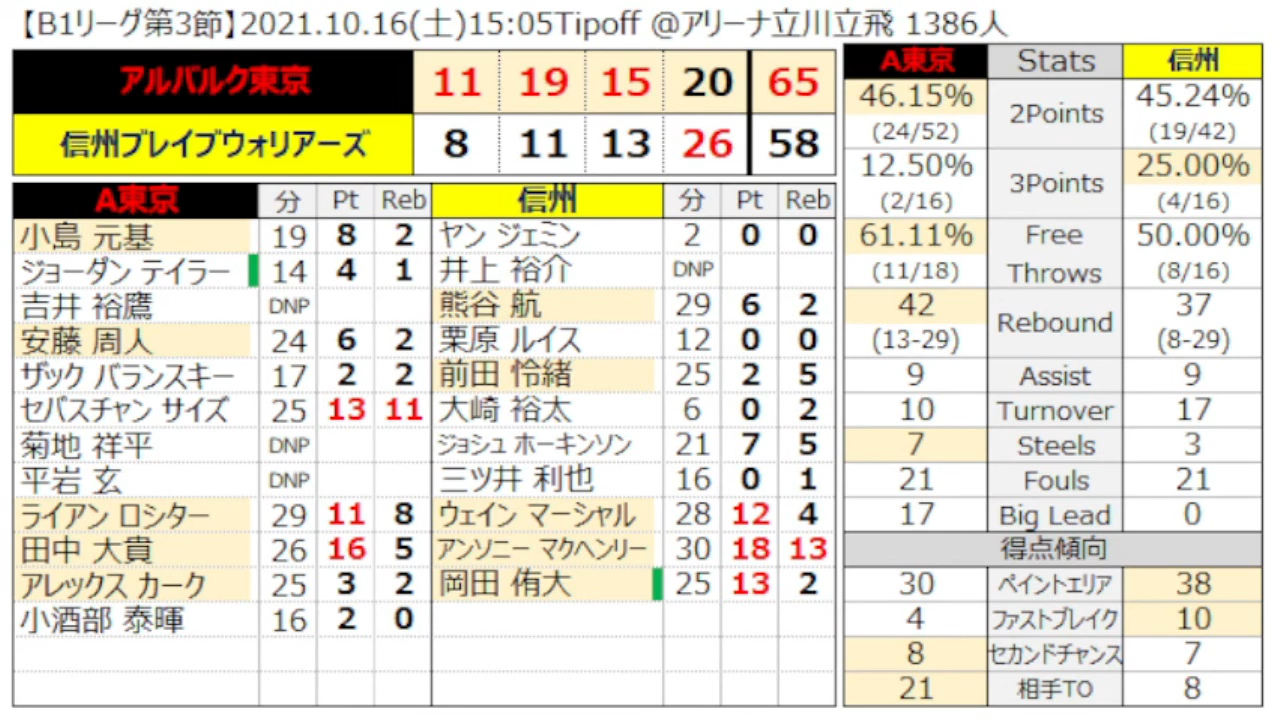 【B1リーグ第3節】2021.10.16(土)15:05Tipoff @アリーナ立川立飛 1386人
アルバルク東京 11 19 15 20 65
信州ブレイブウォリアーズ 8 11 13 26 58
A東京 分 Pt Reb 信州 分 Pt Reb
小島 元基 19 8 2 ヤン ジェミン 2 0 0
ジョーダン テイラー 14 4 1 井上 裕介 DNP
吉井 裕鷹 DNP 熊谷 航 29 6 2
安藤 周人 24 6 2 栗原 ルイス 12 0 0
ザック バランスキー 17 2 2 前田 怜緒 25 2 5
セバスチャン サイズ 25 13 11 大崎 裕太 6 0 2
菊地 祥平 DNP ジョシュ ホーキンソン 21 7 5
平岩 玄 DNP 三ツ井 利也 16 0 1
ライアン ロシター 29 11 8 ウェイン マーシャル 28 12 4
田中 大貴 26 16 5 アンソニー マクヘンリー 30 18 13
アレックス カーク 25 3 2 岡田 侑大 25 13 2
小酒部 泰暉 16 2 0
A東京 Stats 信州
46.15% 2Points 45.24%
(24/52) (19/42)
12.50% 3Points 25.00%
(2/16) (4/16)
61.11% Free 50.00%
(11/18) Throws (8/16)
42 Rebound 37
(13-29) (8-29)
9 Assist 9
10 Turnover 17
7 Steels 3
21 Fouls 21
17 Big Lead 0
得点傾向
30 ペイントエリア 38
4 ファストブレイク 10
8 セカンドチャンス 7
21 相手TO 8